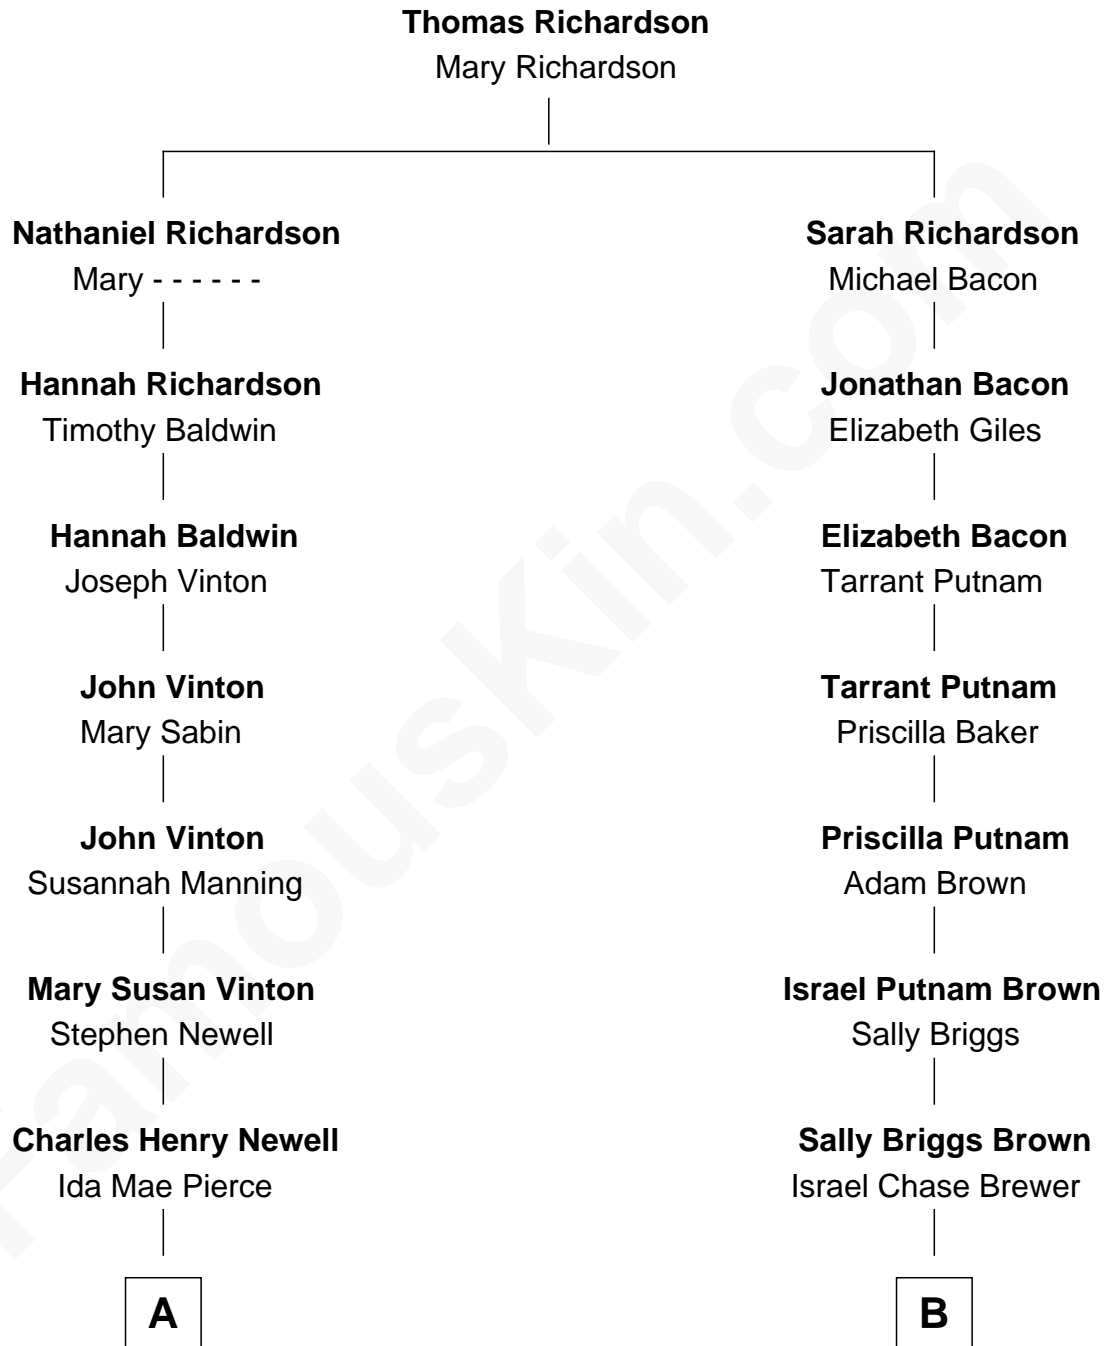 Thomas Richardson
Mary Richardson
Nathaniel Richardson
Mary - - - - - -
Sarah Richardson
Michael Bacon
Hannah Richardson
Timothy Baldwin
Jonathan Bacon
Elizabeth Giles
Hannah Baldwin
Joseph Vinton
Elizabeth Bacon
Tarrant Putnam
John Vinton
Mary Sabin
Tarrant Putnam
Priscilla Baker
John Vinton
Susannah Manning
Priscilla Putnam
Adam Brown
Mary Susan Vinton
Stephen Newell
Israel Putnam Brown
Sally Briggs
Charles Henry Newell
Ida Mae Pierce
Sally Briggs Brown
Israel Chase Brewer
A
B
FamousKin.com